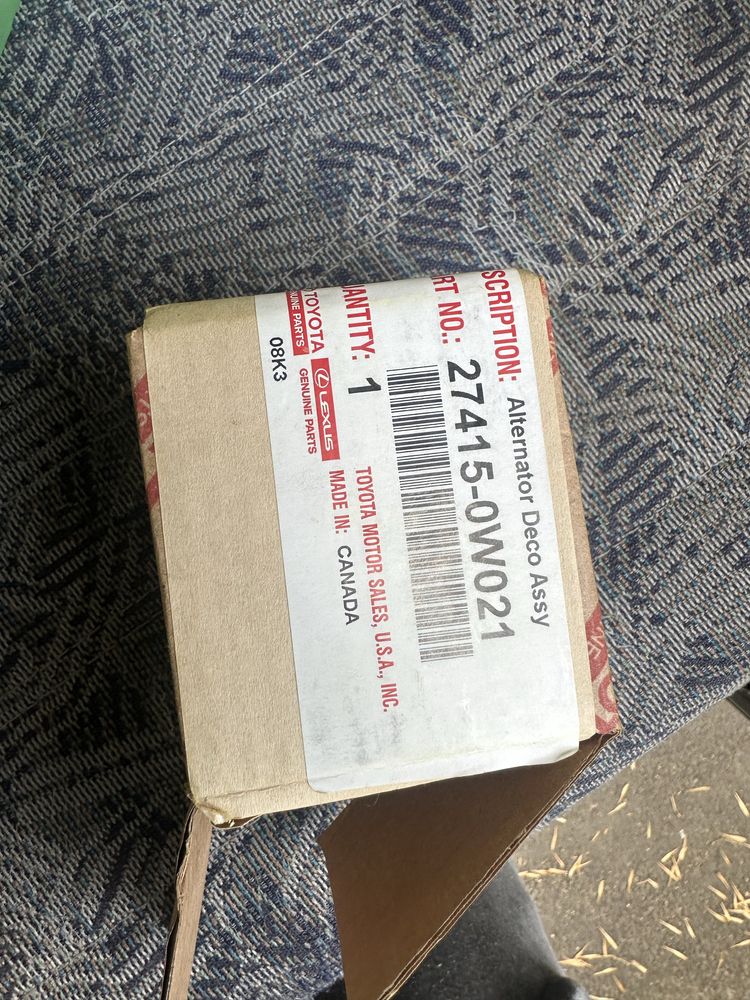 SCRIPTION: Alternator Deco Assy
RT NO.: 27415-0W021
ANTITY: 1
TOYOTA MOTOR SALES, U.S.A., INC.
TOYOTA
NUINE PARTS
LEXUS
GENUINE PARTS
MADE IN: CANADA
08K3